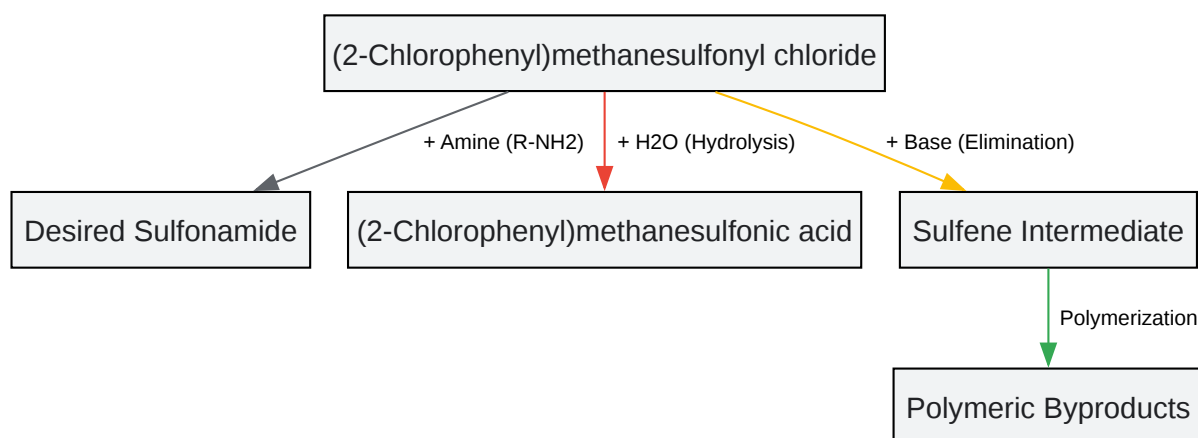 (2-Chlorophenyl)methanesulfonyl chloride
+ Amine (R-NH2)
+ H2O (Hydrolysis)
+ Base (Elimination)
Desired Sulfonamide
(2-Chlorophenyl)methanesulfonic acid
Sulfene Intermediate
Polymerization
Polymeric Byproducts